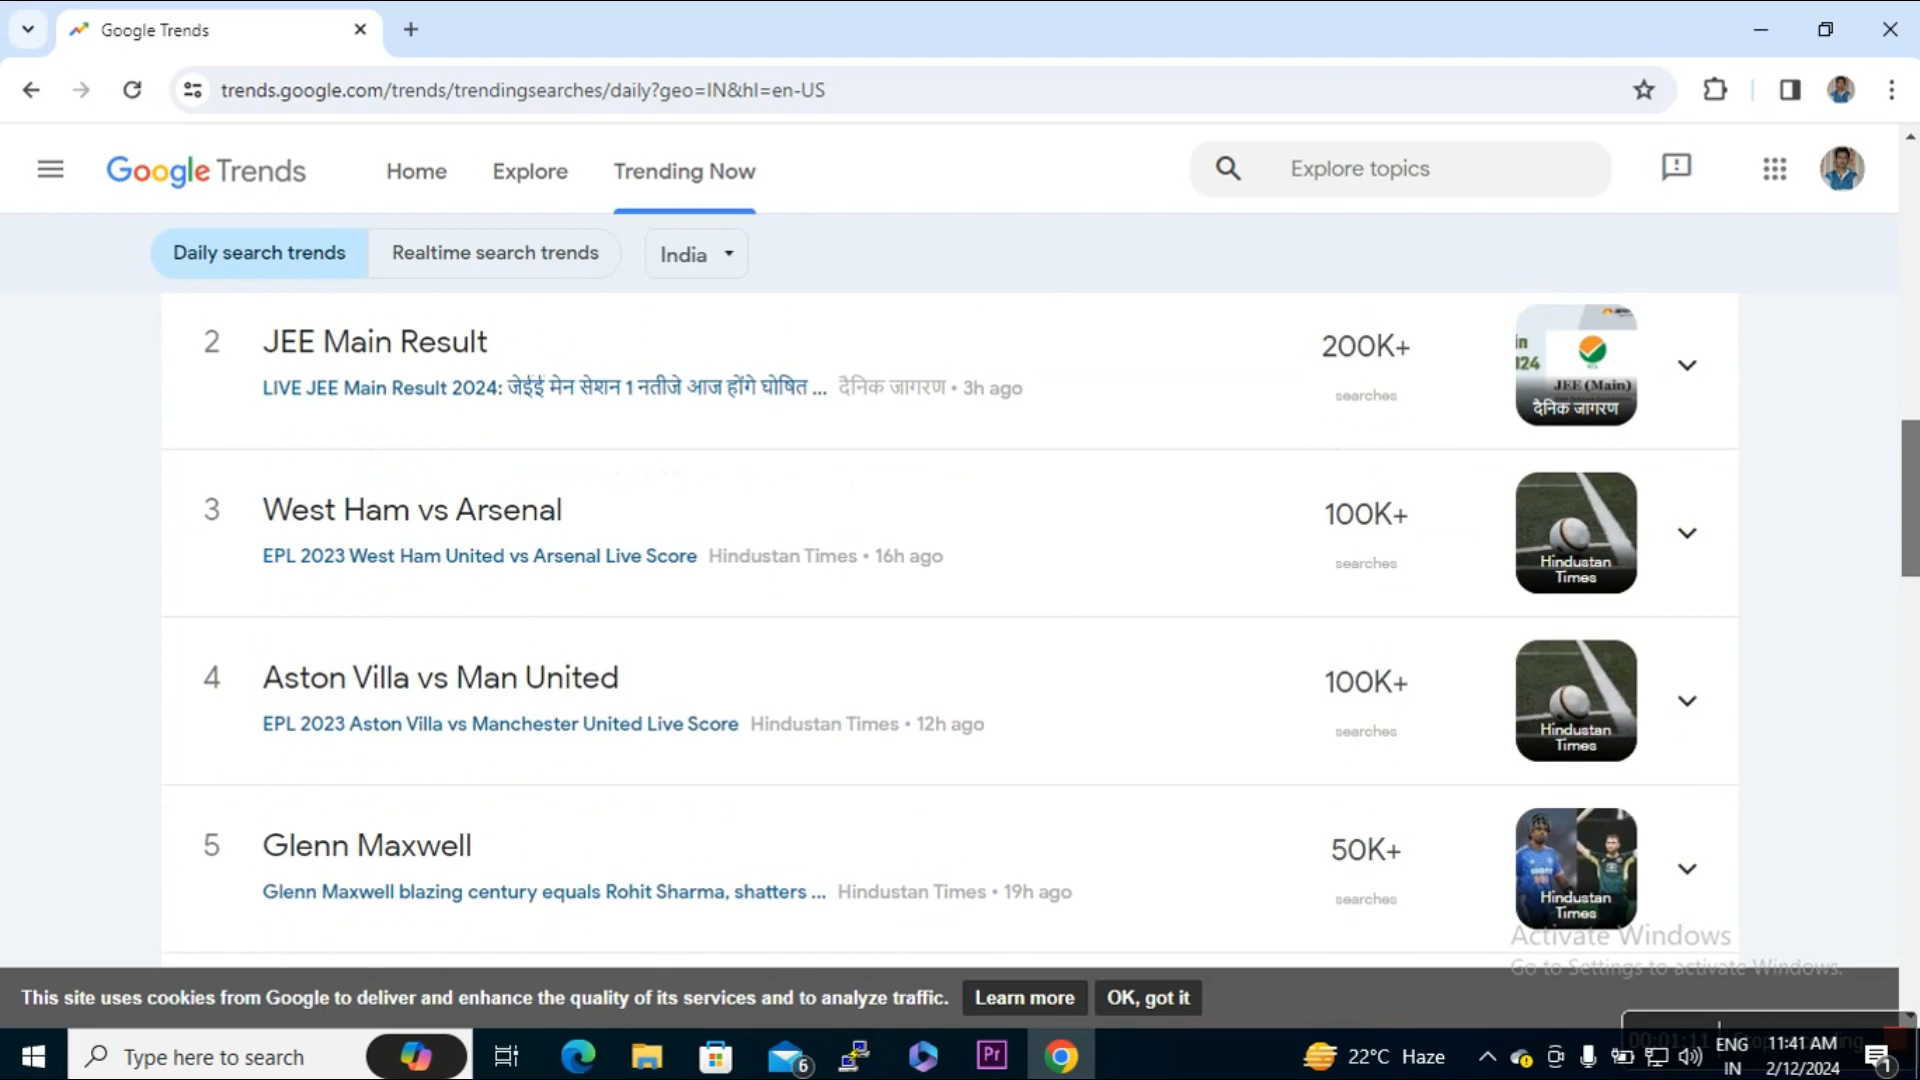 Google Trends
trends.google.com/trends/trendingsearches/daily?geo=IN&hl=en-US
Google Trends
Home
Explore
Trending Now
Explore topics
Daily search trends
Realtime search trends
India
2
JEE Main Result
200K+
LIVE JEE Main Result 2024: जेईई मेन सेशन 1 नतीजे आज होंगे घोषित ... दैनिक जागरण • 3h ago
searches
in
024
JEE (Main)
दैनिक जागरण
3
West Ham vs Arsenal
100K+
EPL 2023 West Ham United vs Arsenal Live Score Hindustan Times • 16h ago
searches
Hindustan
Times
4
Aston Villa vs Man United
100K+
EPL 2023 Aston Villa vs Manchester United Live Score Hindustan Times • 12h ago
searches
Hindustan
Times
5
Glenn Maxwell
50K+
Glenn Maxwell blazing century equals Rohit Sharma, shatters ... Hindustan Times • 19h ago
searches
Hindustan
Times
Activate Windows
Go to Settings to activate Windows.
This site uses cookies from Google to deliver and enhance the quality of its services and to analyze traffic.
Learn more
OK, got it
Type here to search
6
Pr
22°C Haze
ENG
IN
11:41 AM
2/12/2024
1